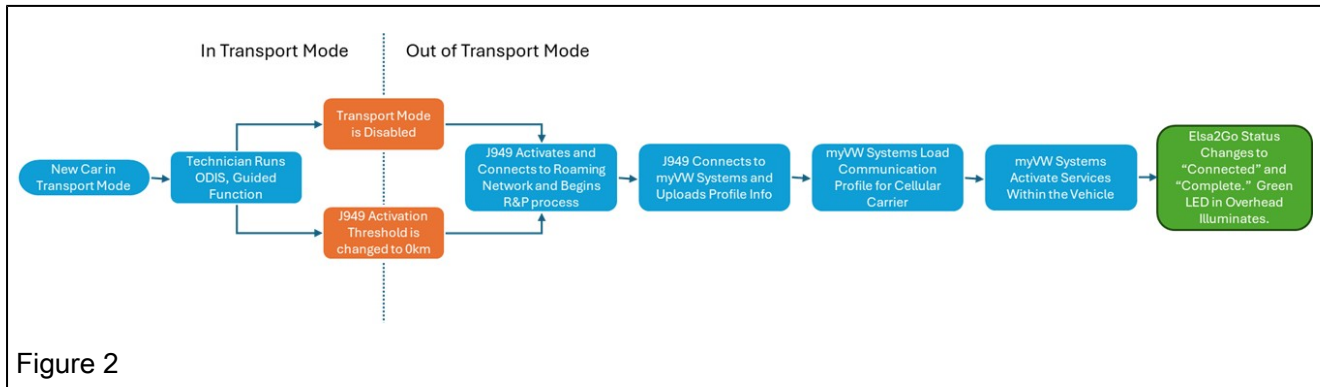 In Transport Mode
Out of Transport Mode
New Car in
Transport Mode
Technician Runs
ODIS, Guided
Function
Transport Mode
is Disabled
J949 Activation
Threshold is
changed to 0km
J949 Activates and
Connects to Roaming
Network and Begins
R&P process
J949 Connects to
myVW Systems and
Uploads Profile Info
myVW Systems Load
Communication
Profile for Cellular
Carrier
myVW Systems
Activate Services
Within the Vehicle
Elsa2Go Status
Changes to
“Connected” and
“Complete.” Green
LED in Overhead
Illuminates.
Figure 2